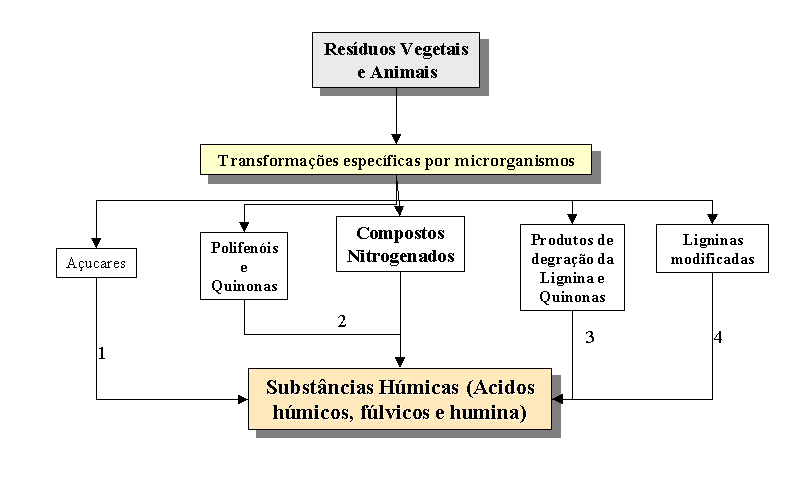 Resíduos Vegetais
e Animais
Transformações específicas por microrganismos
Açucares
Polifenóis
e
Quinonas
Compostos
Nitrogenados
Produtos de
degração da
Lignina e
Quinonas
Ligninas
modificadas
1
2
3
4
Substâncias Húmicas (Acidos
húmicos, fúlvicos e humina)